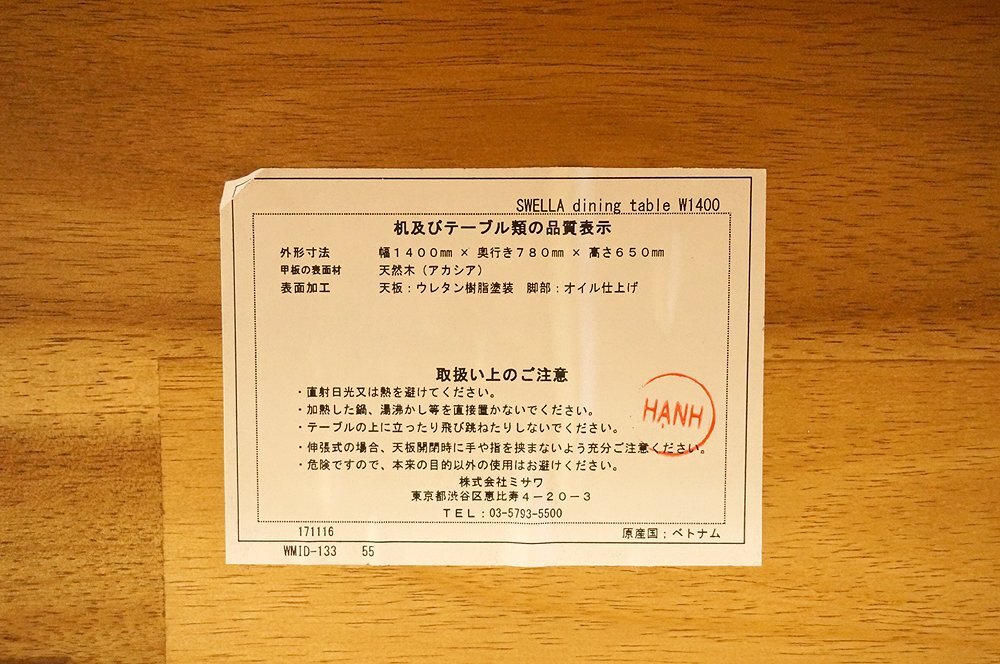 SWELLA dining table W1400
机及びテーブル類の品質表示
外形寸法 幅1400㎜ × 奥行き780㎜ × 高さ650㎜
甲板の表面材 天然木(アカシア)
表面加工 天板:ウレタン樹脂塗装 脚部:オイル仕上げ
取扱い上のご注意
・直射日光又は熱を避けてください。
・加熱した鍋、湯沸かし等を直接置かないでください。
・テーブルの上に立ったり飛び跳ねたりしないでください。
HẠNH
・伸張式の場合、天板開閉時に手や指を挟まないよう充分ご注意ください。
・危険ですので、本来の目的以外の使用はお避けください。
株式会社ミサワ
東京都渋谷区恵比寿4-20-3
TEL:03-5793-5500
171116 原産国:ベトナム
WMID-133 55